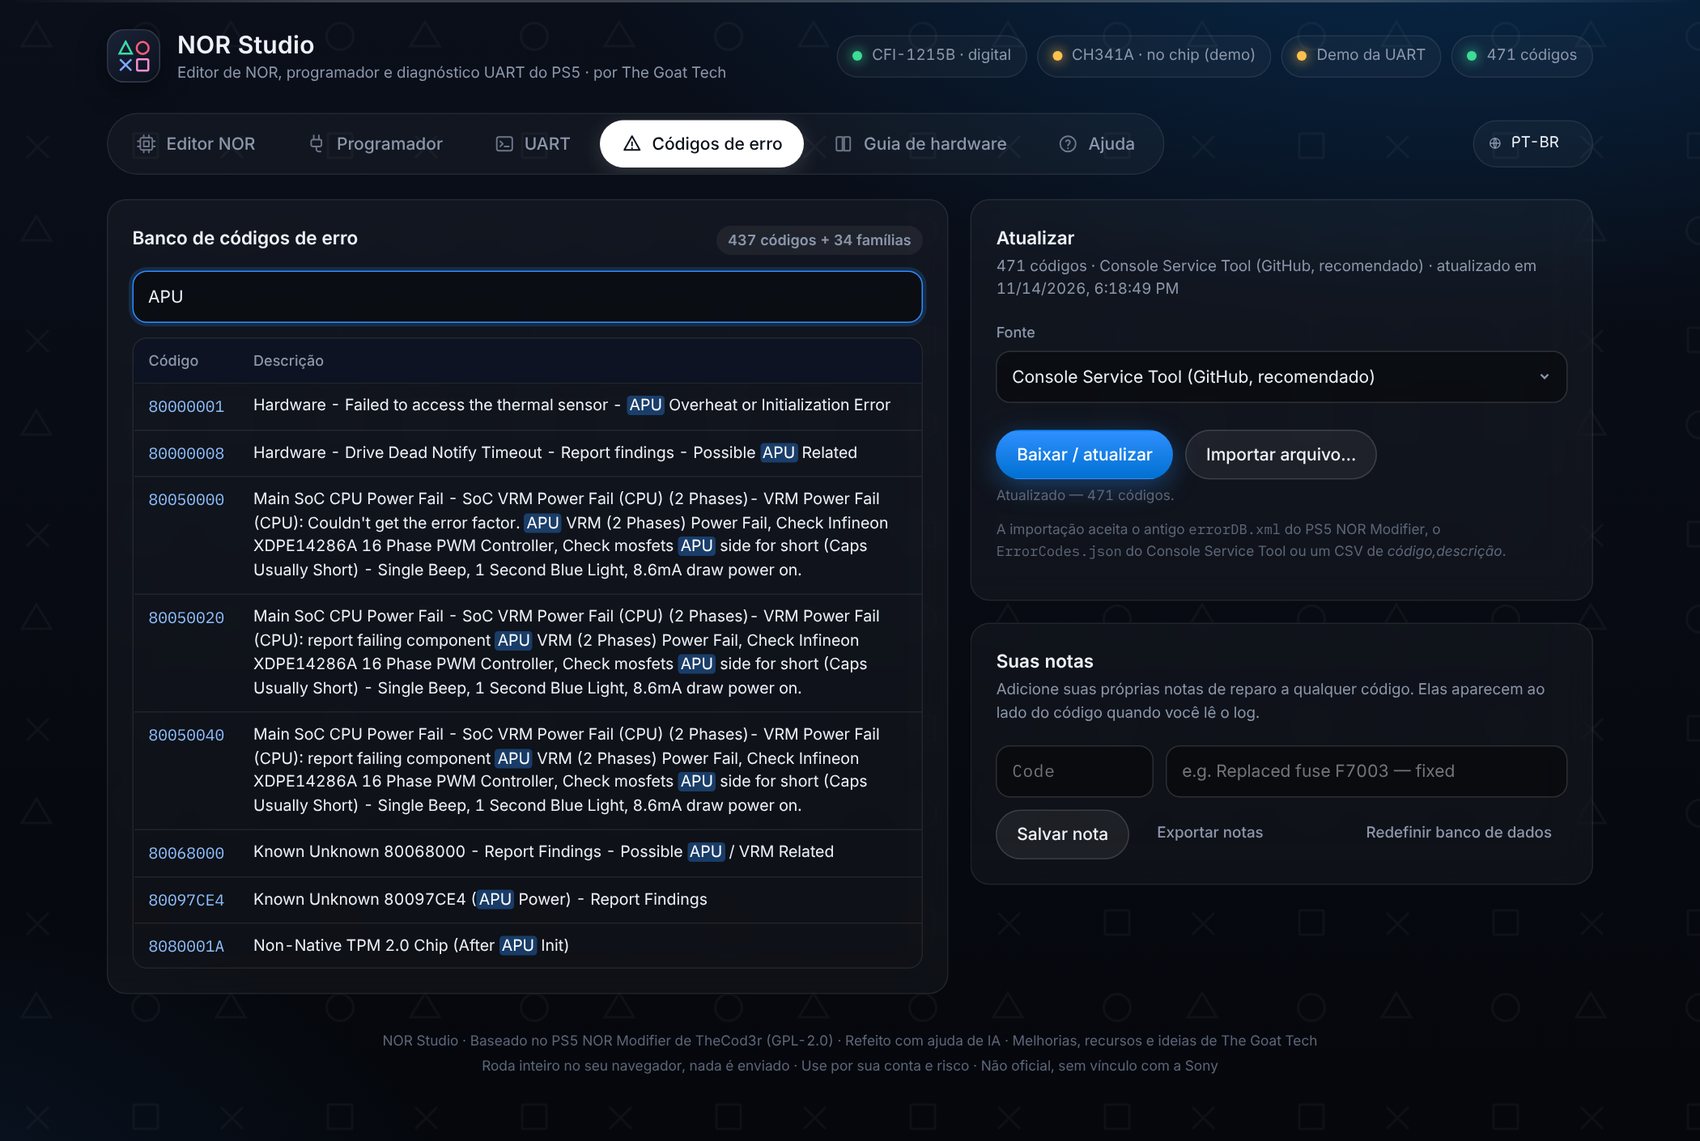 NOR Studio
Editor de NOR, programador e diagnóstico UART do PS5 · por The Goat Tech
CFI-1215B · digital
CH341A · no chip (demo)
Demo da UART
471 códigos
Editor NOR
Programador
UART
Códigos de erro
Guia de hardware
Ajuda
PT-BR
Banco de códigos de erro
437 códigos + 34 famílias
APU
Código Descrição
80000001 Hardware - Failed to access the thermal sensor - APU Overheat or Initialization Error
80000008 Hardware - Drive Dead Notify Timeout - Report findings - Possible APU Related
80050000 Main SoC CPU Power Fail - SoC VRM Power Fail (CPU) (2 Phases)- VRM Power Fail
(CPU): Couldn't get the error factor. APU VRM (2 Phases) Power Fail, Check Infineon
XDPE14286A 16 Phase PWM Controller, Check mosfets APU side for short (Caps
Usually Short) - Single Beep, 1 Second Blue Light, 8.6mA draw power on.
80050020 Main SoC CPU Power Fail - SoC VRM Power Fail (CPU) (2 Phases)- VRM Power Fail
(CPU): report failing component APU VRM (2 Phases) Power Fail, Check Infineon
XDPE14286A 16 Phase PWM Controller, Check mosfets APU side for short (Caps
Usually Short) - Single Beep, 1 Second Blue Light, 8.6mA draw power on.
80050040 Main SoC CPU Power Fail - SoC VRM Power Fail (CPU) (2 Phases)- VRM Power Fail
(CPU): report failing component APU VRM (2 Phases) Power Fail, Check Infineon
XDPE14286A 16 Phase PWM Controller, Check mosfets APU side for short (Caps
Usually Short) - Single Beep, 1 Second Blue Light, 8.6mA draw power on.
80068000 Known Unknown 80068000 - Report Findings - Possible APU / VRM Related
80097CE4 Known Unknown 80097CE4 (APU Power) - Report Findings
8080001A Non-Native TPM 2.0 Chip (After APU Init)
Atualizar
471 códigos · Console Service Tool (GitHub, recomendado) · atualizado em
11/14/2026, 6:18:49 PM
Fonte
Console Service Tool (GitHub, recomendado)
Baixar / atualizar
Importar arquivo...
Atualizado — 471 códigos.
A importação aceita o antigo errorDB.xml do PS5 NOR Modifier, o
ErrorCodes.json do Console Service Tool ou um CSV de código,descrição.
Suas notas
Adicione suas próprias notas de reparo a qualquer código. Elas aparecem ao
lado do código quando você lê o log.
Code
e.g. Replaced fuse F7003 — fixed
Salvar nota
Exportar notas
Redefinir banco de dados
NOR Studio · Baseado no PS5 NOR Modifier de TheCod3r (GPL-2.0) · Refeito com ajuda de IA · Melhorias, recursos e ideias de The Goat Tech
Roda inteiro no seu navegador, nada é enviado · Use por sua conta e risco · Não oficial, sem vínculo com a Sony